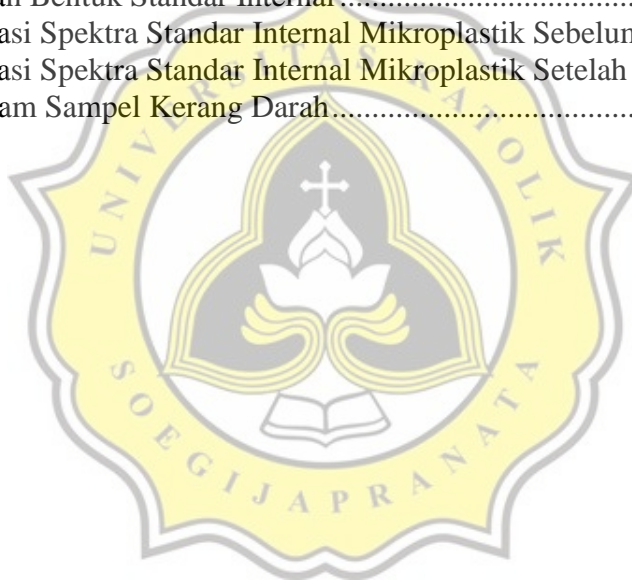 an Bentuk Standar Internal
asi Spektra Standar Internal Mikroplastik Sebelum
asi Spektra Standar Internal Mikroplastik Setelah
am Sampel Kerang Darah
UNIVERSITAS KATOLIK
SOEGIJAPRANATA